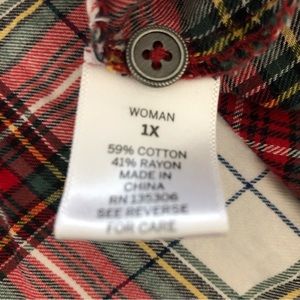 WOMAN
1X
59% COTTON
41% RAYON
MADE IN
CHINA
RN 135306
SEE REVERSE
FOR CARE